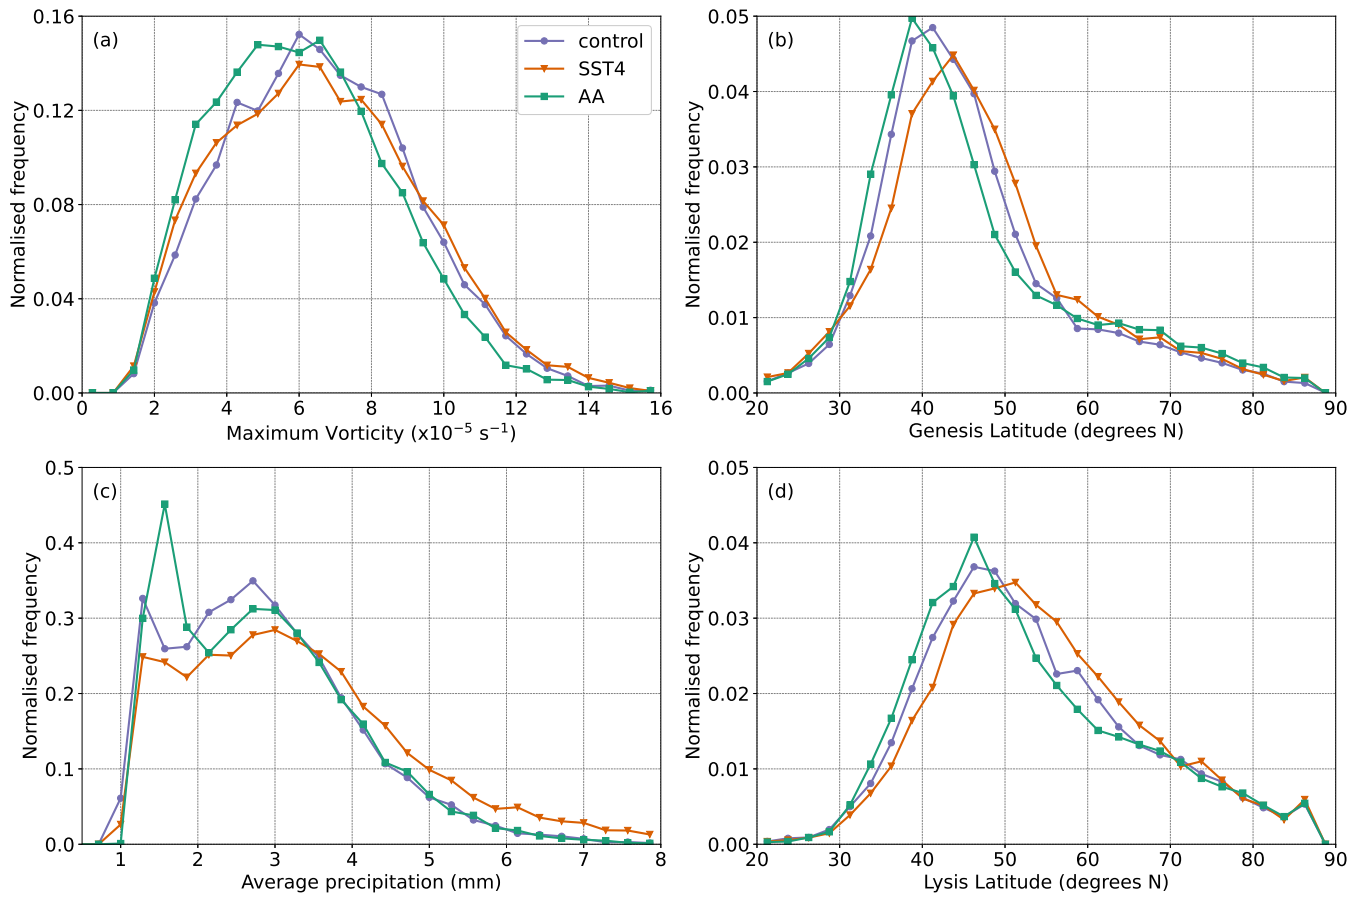 (a)
control
SST4
AA
Normalised frequency
0.16
0.12
0.08
0.04
0.00
0 2 4 6 8 10 12 14 16
Maximum Vorticity (x10⁻⁵ s⁻¹)
(b)
Normalised frequency
0.05
0.04
0.03
0.02
0.01
0.00
20 30 40 50 60 70 80 90
Genesis Latitude (degrees N)
(c)
Normalised frequency
0.5
0.4
0.3
0.2
0.1
0.0
1 2 3 4 5 6 7 8
Average precipitation (mm)
(d)
Normalised frequency
0.05
0.04
0.03
0.02
0.01
0.00
20 30 40 50 60 70 80 90
Lysis Latitude (degrees N)